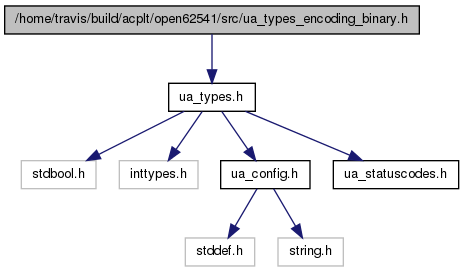 /home/travis/build/acplt/open62541/src/ua_types_encoding_binary.h
ua_types.h
stdbool.h
inttypes.h
ua_config.h
ua_statuscodes.h
stddef.h
string.h